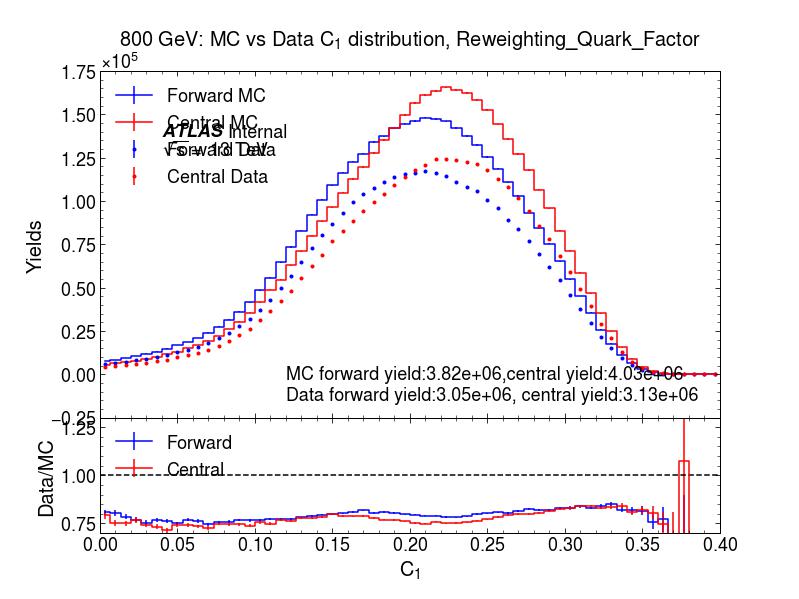 800 GeV: MC vs Data C1 distribution, Reweighting_Quark_Factor
×10^5
1.75
1.50
1.25
1.00
0.75
0.50
0.25
0.00
−0.25
Yields
Forward MC
Central MC
ATLAS Internal
√s = 13 TeV
Forward Data
Central Data
MC forward yield:3.82e+06,central yield:4.03e+06
Data forward yield:3.05e+06, central yield:3.13e+06
1.25
1.00
0.75
Data/MC
Forward
Central
0.00 0.05 0.10 0.15 0.20 0.25 0.30 0.35 0.40
C1